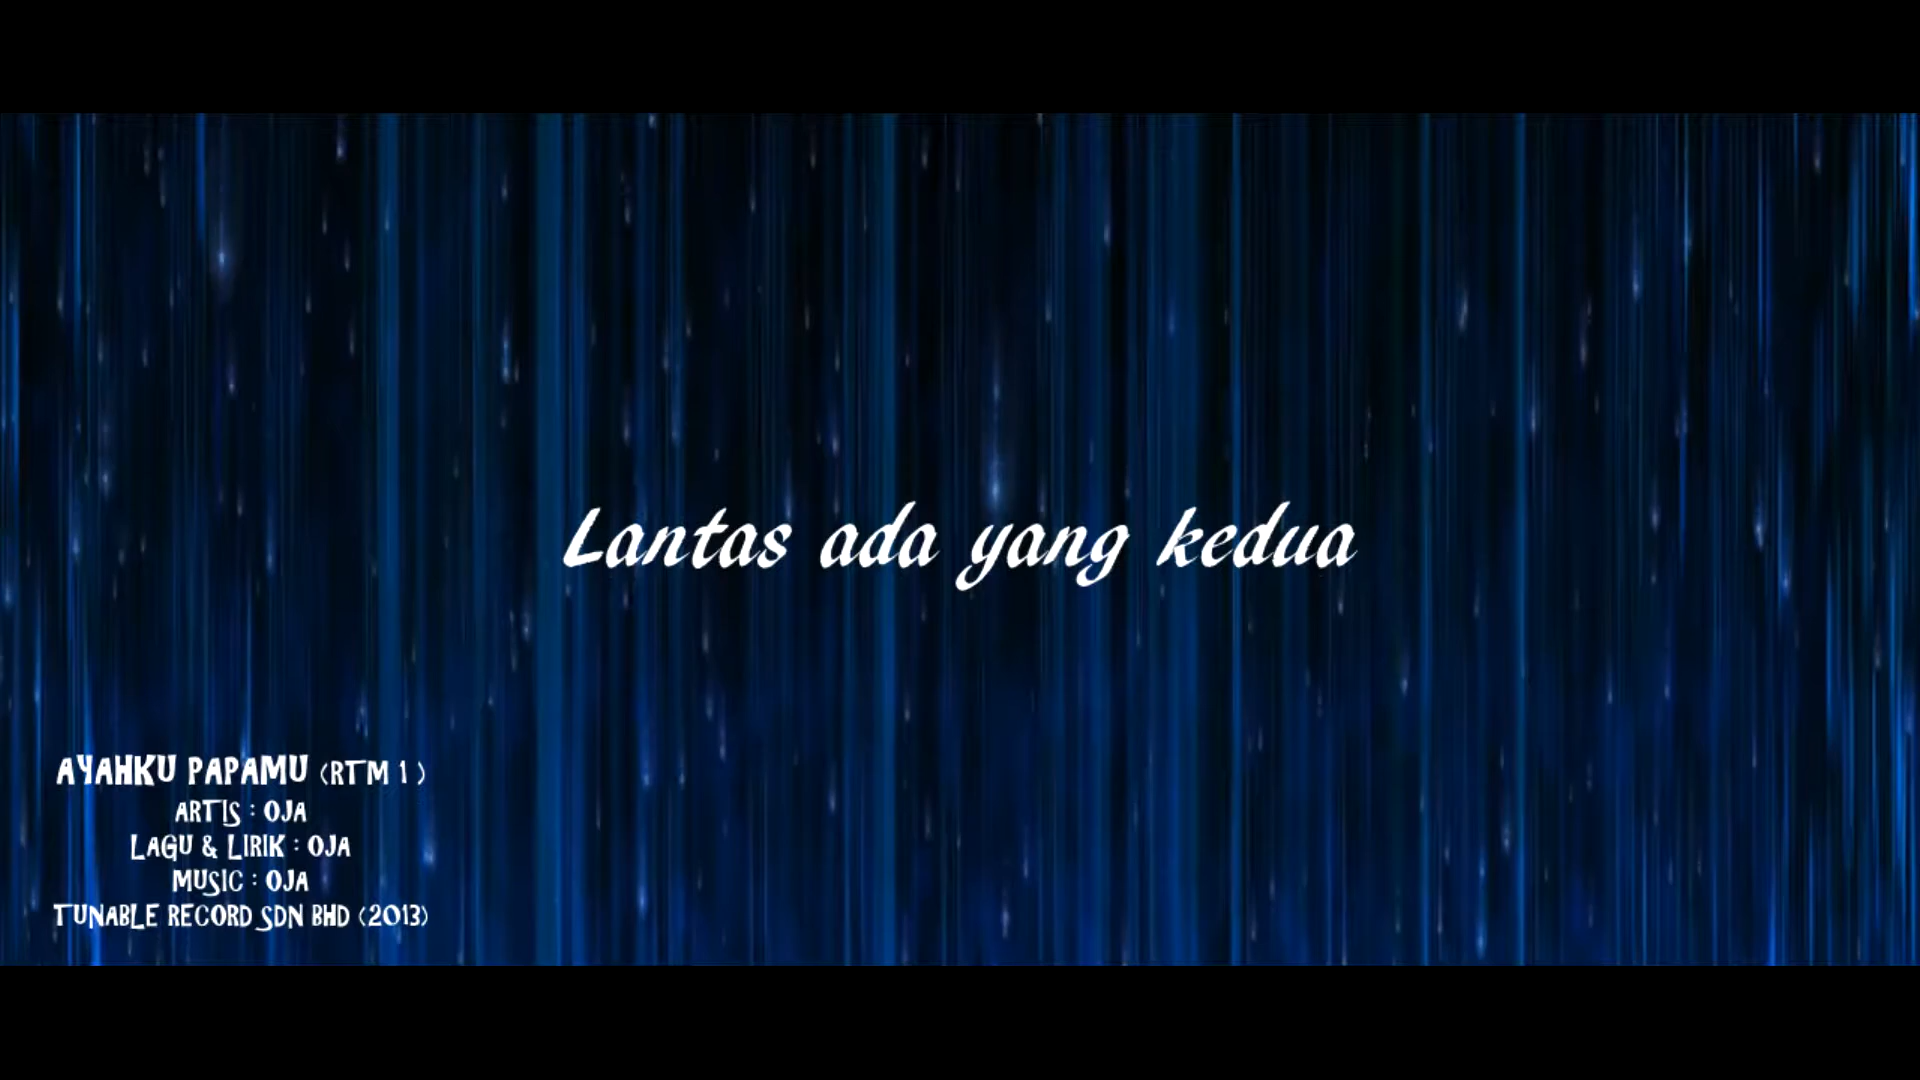 Lantas ada yang kedua
AYAHKU PAPAMU (RTM 1)
ARTIS : OJA
LAGU & LIRIK : OJA
MUSIC : OJA
TUNABLE RECORD SDN BHD (2013)